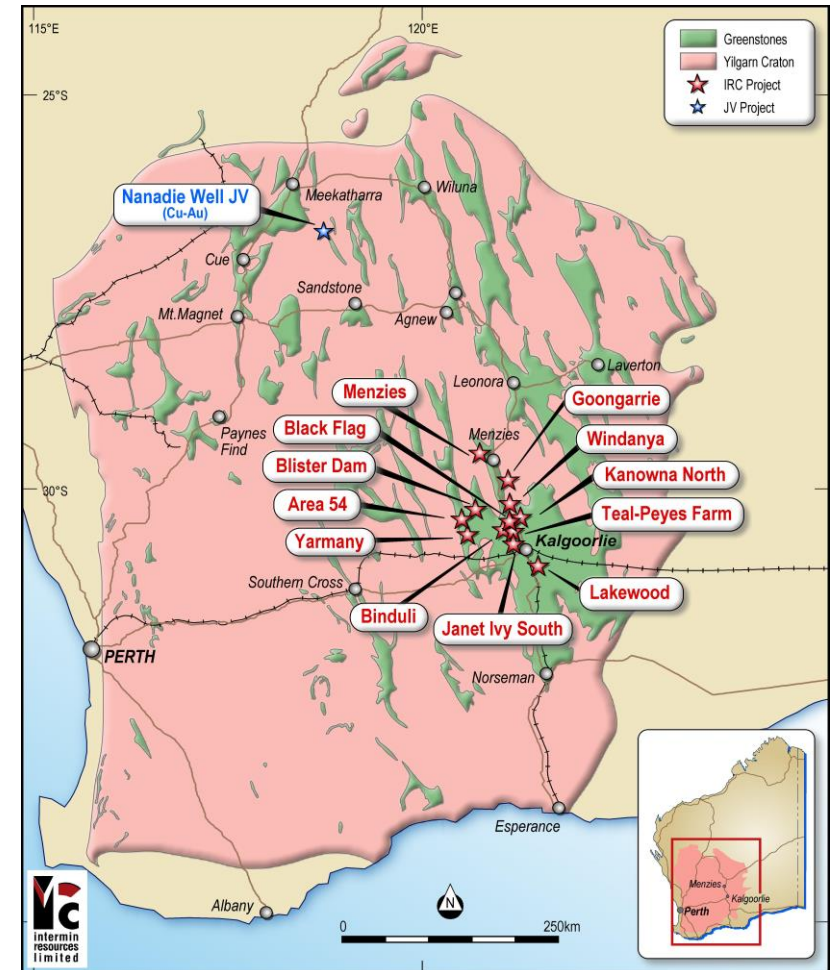 115°E
120°E
Greenstones
Yilgarn Craton
IRC Project
JV Project
25°S
Nanadie Well JV
(Cu-Au)
Meekatharra
Wiluna
Cue
Sandstone
Mt.Magnet
Agnew
Laverton
Leonora
Menzies
Goongarrie
Paynes
Find
Black Flag
Menzies
Windanya
Blister Dam
Kanowna North
30°S
Area 54
Teal-Peyes Farm
Yarmany
Kalgoorlie
Southern Cross
Lakewood
Binduli
Janet Ivy South
PERTH
Norseman
Esperance
Albany
N
0
250km
intermin
resources
limited
Menzies
Kalgoorlie
Perth